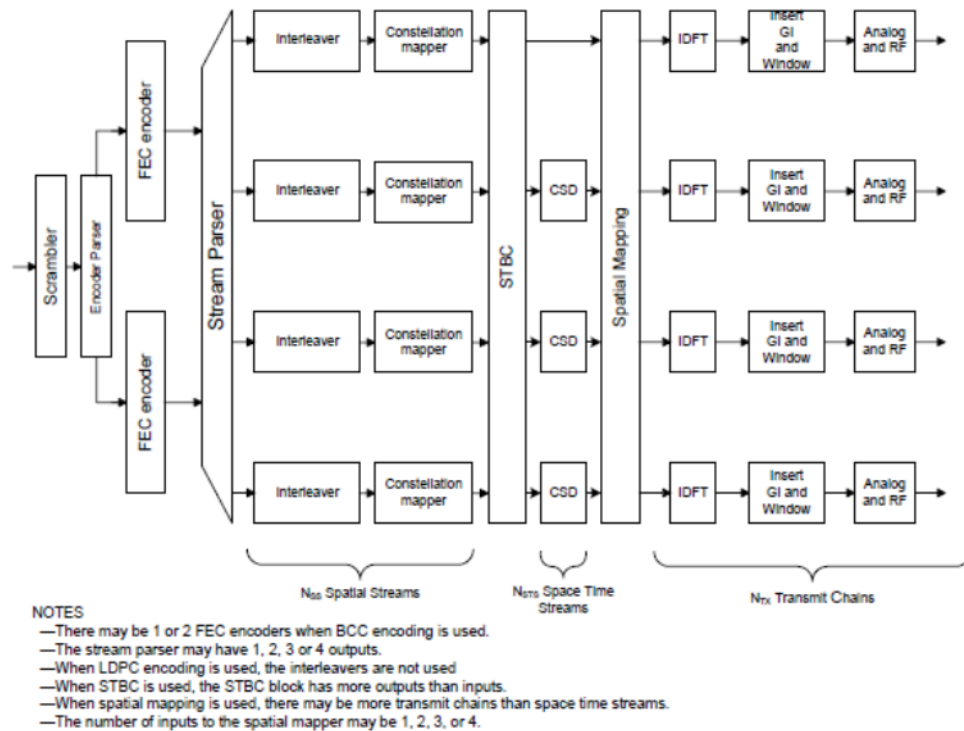 Interleaver
Constellation
mapper
IDFT
Insert
GI
and
Window
Analog
and RF
Scrambler
Encoder Parser
FEC encoder
FEC encoder
Stream Parser
Interleaver
Constellation
mapper
STBC
CSD
Spatial Mapping
IDFT
Insert
GI and
Window
Analog
and RF
Interleaver
Constellation
mapper
CSD
IDFT
Insert
GI and
Window
Analog
and RF
Interleaver
Constellation
mapper
CSD
IDFT
Insert
GI and
Window
Analog
and RF
NSS Spatial Streams
NSTS Space Time
Streams
NTX Transmit Chains
NOTES
—There may be 1 or 2 FEC encoders when BCC encoding is used.
—The stream parser may have 1, 2, 3 or 4 outputs.
—When LDPC encoding is used, the interleavers are not used
—When STBC is used, the STBC block has more outputs than inputs.
—When spatial mapping is used, there may be more transmit chains than space time streams.
—The number of inputs to the spatial mapper may be 1, 2, 3, or 4.